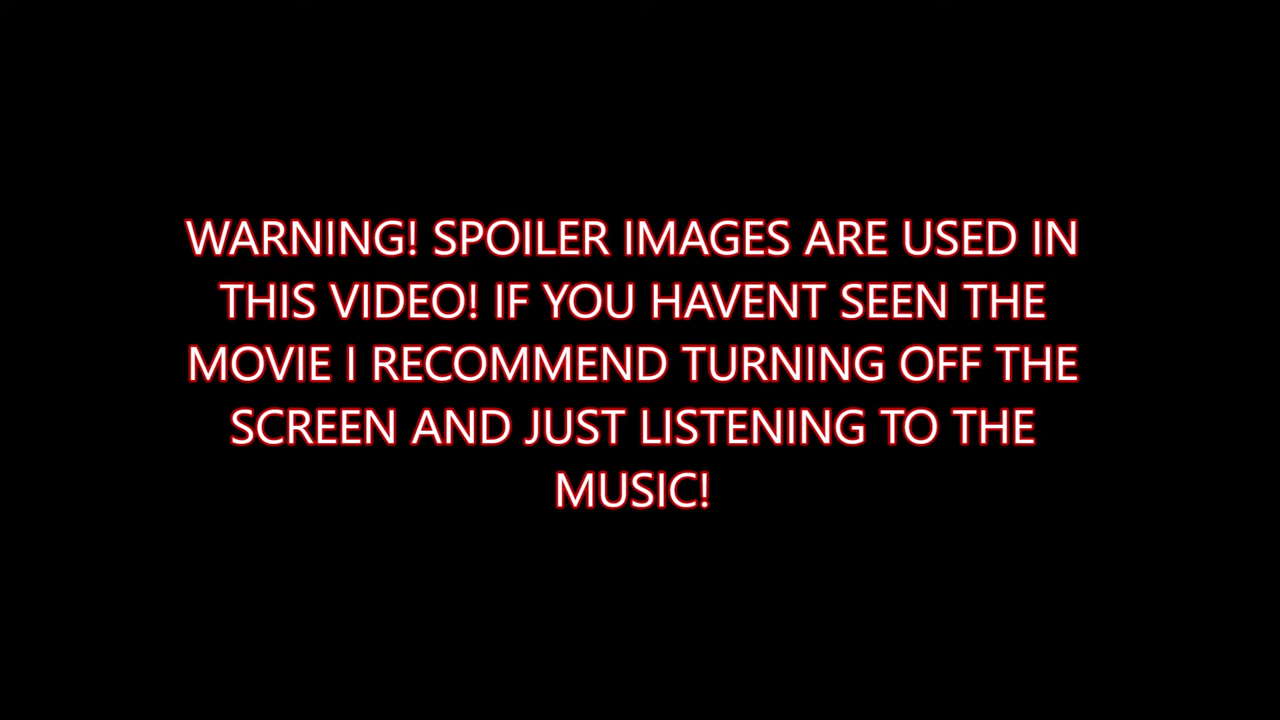 WARNING! SPOILER IMAGES ARE USED IN
THIS VIDEO! IF YOU HAVENT SEEN THE
MOVIE I RECOMMEND TURNING OFF THE
SCREEN AND JUST LISTENING TO THE
MUSIC!